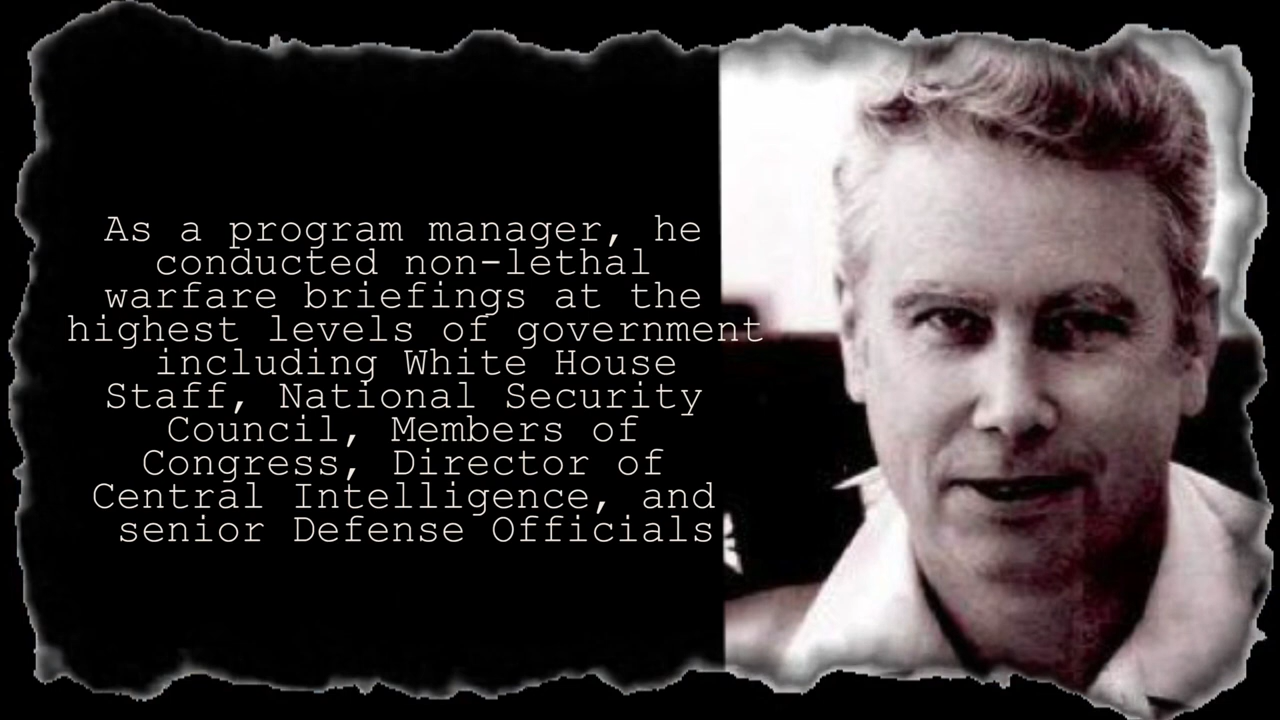 As a program manager, he
conducted non-lethal
warfare briefings at the
highest levels of government
including White House
Staff, National Security
Council, Members of
Congress, Director of
Central Intelligence, and
senior Defense Officials